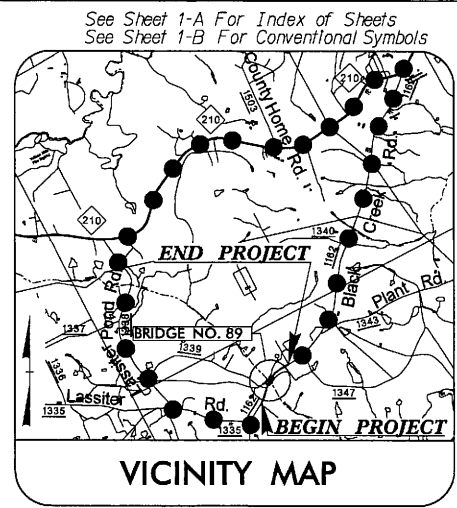 See Sheet 1-A For Index of Sheets
See Sheet 1-B For Conventional Symbols
210
County Home Rd.
1503
210
210
1340
Black Creek Rd.
1162
END PROJECT
Lassiter Pond Rd.
Plant Rd.
1337
1338
BRIDGE NO. 89
1343
1339
1336
1347
Lassiter Rd.
1162
1335
1335
BEGIN PROJECT
VICINITY MAP